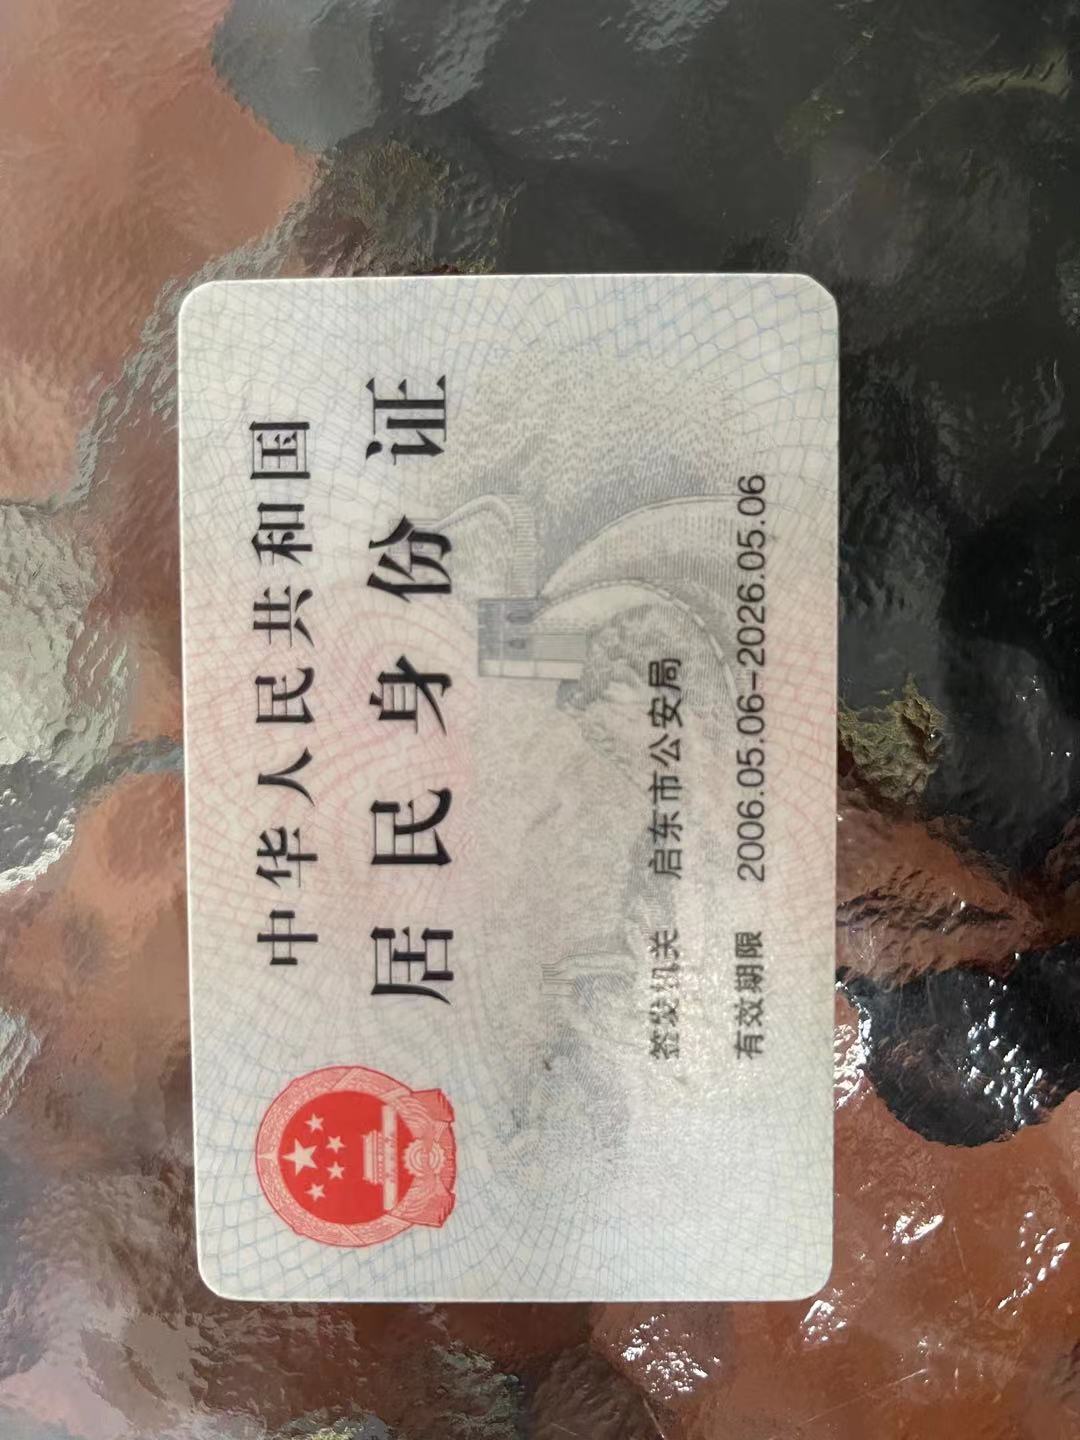 中华人民共和国
居民身份证
签发机关 启东市公安局
有效期限 2006.05.06-2026.05.06